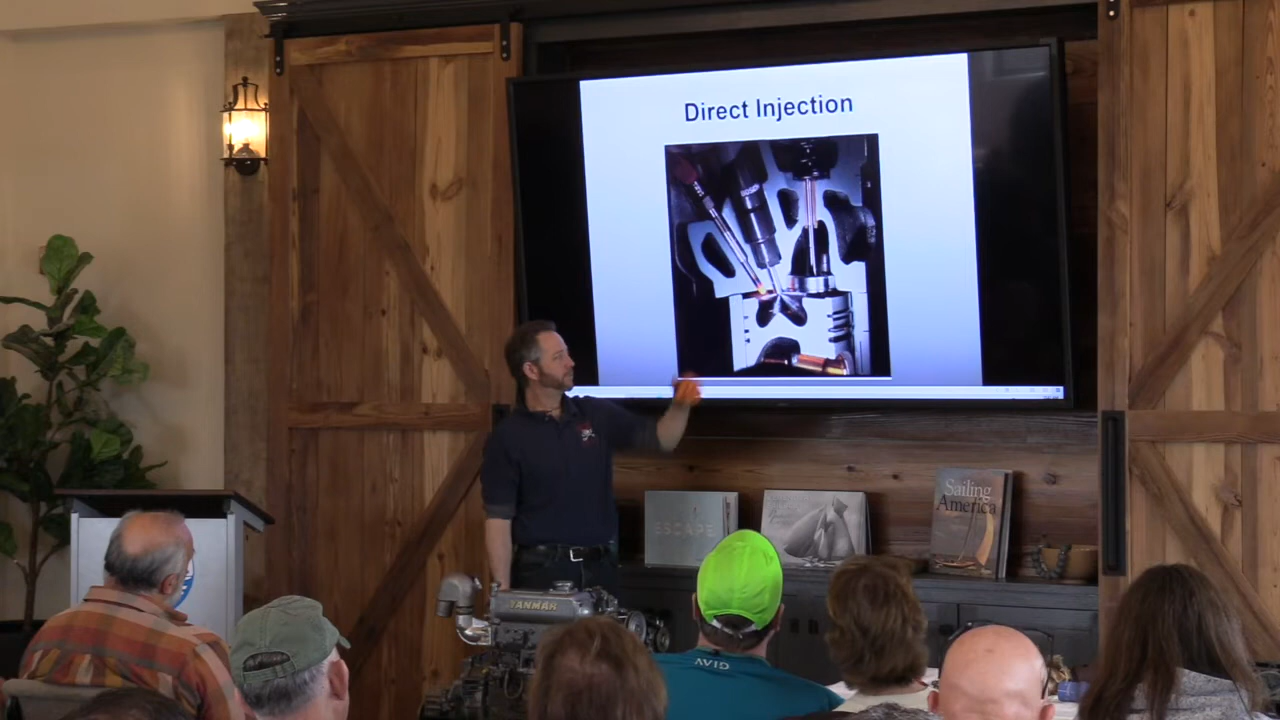 Direct Injection
ESCAPE
Sailing
America
YANMAR
AVID